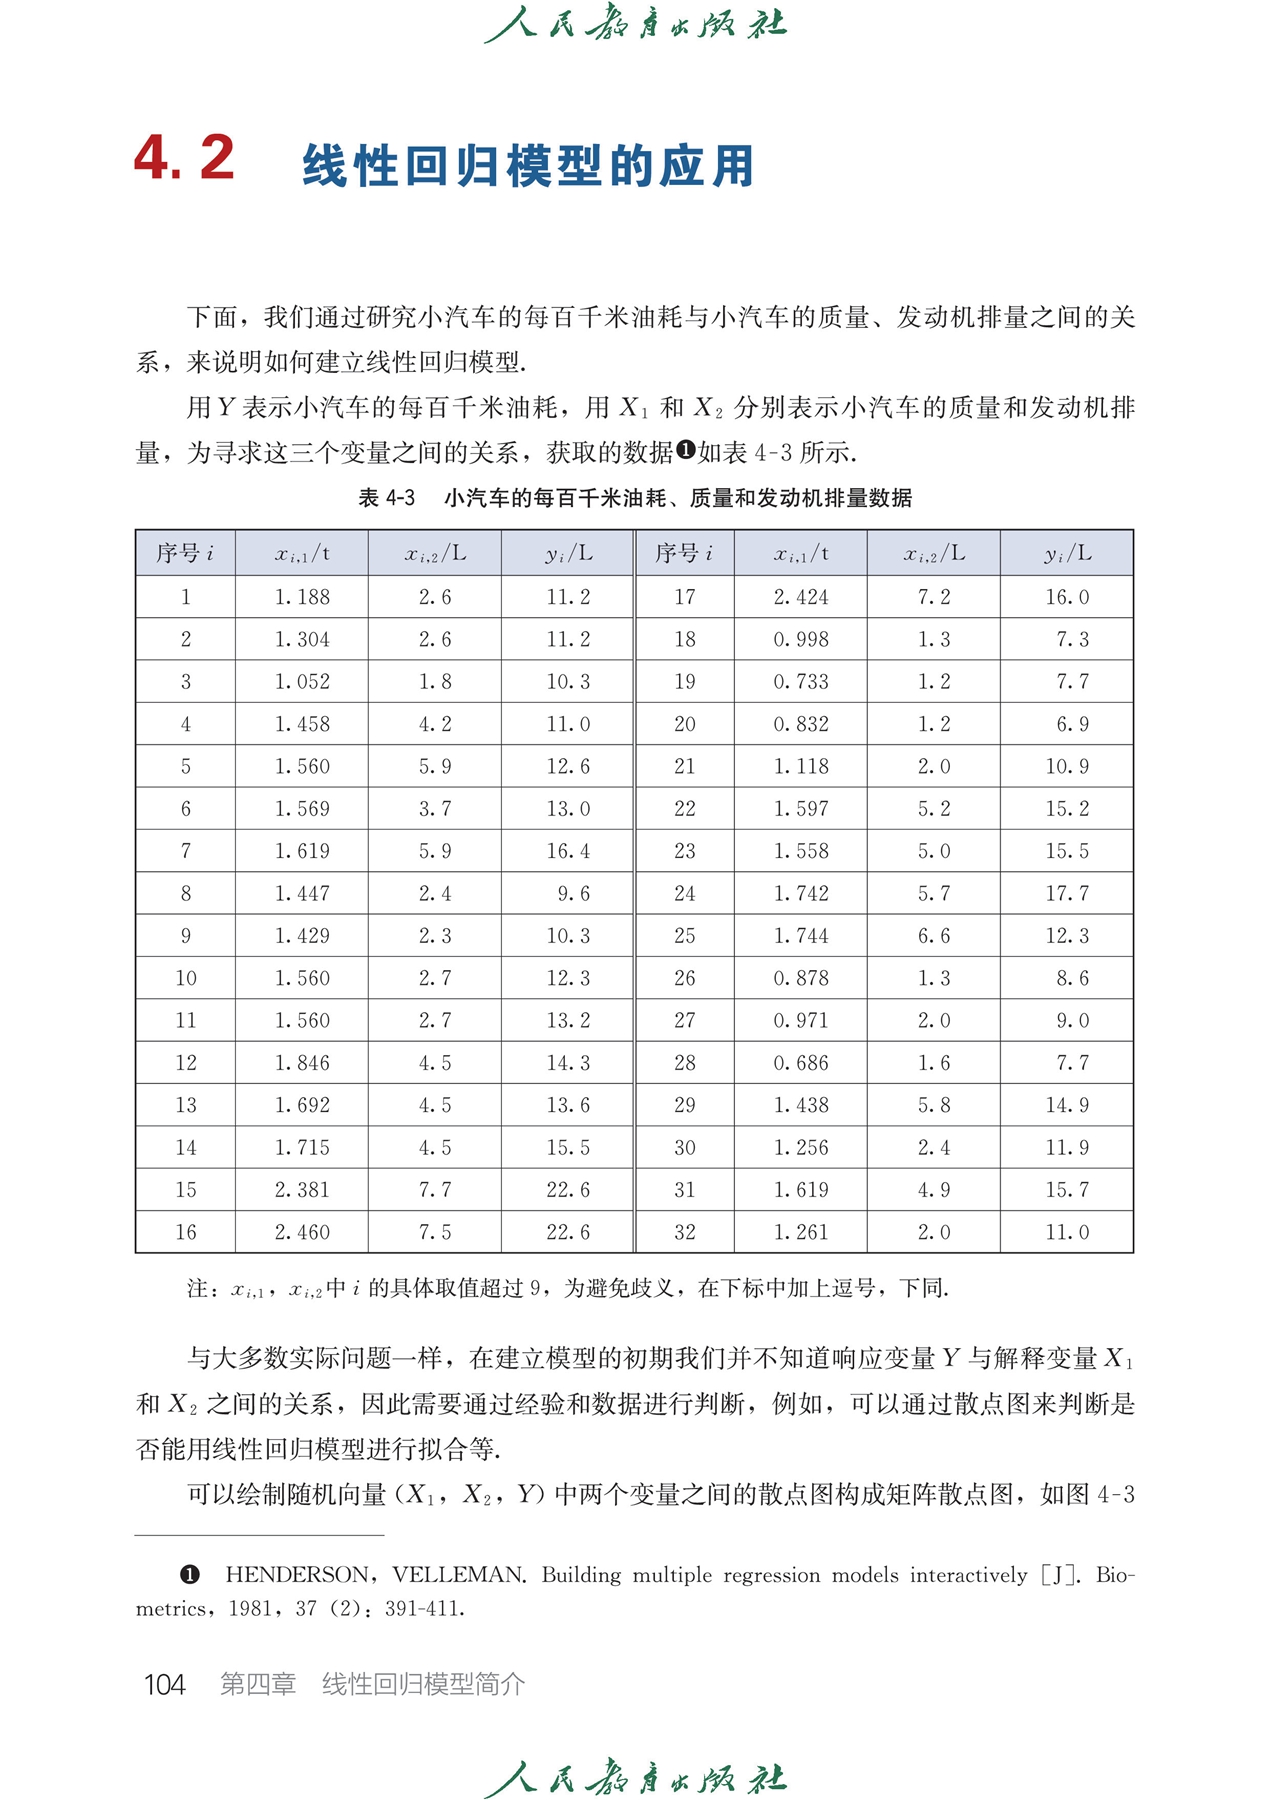 人民教育出版社
4.2 线性回归模型的应用
下面，我们通过研究小汽车的每百千米油耗与小汽车的质量、发动机排量之间的关
系，来说明如何建立线性回归模型.
用 Y 表示小汽车的每百千米油耗，用 X₁ 和 X₂ 分别表示小汽车的质量和发动机排
量，为寻求这三个变量之间的关系，获取的数据❶如表 4-3 所示.
表 4-3 小汽车的每百千米油耗、质量和发动机排量数据
序号 i xi,1/t xi,2/L yi/L 序号 i xi,1/t xi,2/L yi/L
1 1.188 2.6 11.2 17 2.424 7.2 16.0
2 1.304 2.6 11.2 18 0.998 1.3 7.3
3 1.052 1.8 10.3 19 0.733 1.2 7.7
4 1.458 4.2 11.0 20 0.832 1.2 6.9
5 1.560 5.9 12.6 21 1.118 2.0 10.9
6 1.569 3.7 13.0 22 1.597 5.2 15.2
7 1.619 5.9 16.4 23 1.558 5.0 15.5
8 1.447 2.4 9.6 24 1.742 5.7 17.7
9 1.429 2.3 10.3 25 1.744 6.6 12.3
10 1.560 2.7 12.3 26 0.878 1.3 8.6
11 1.560 2.7 13.2 27 0.971 2.0 9.0
12 1.846 4.5 14.3 28 0.686 1.6 7.7
13 1.692 4.5 13.6 29 1.438 5.8 14.9
14 1.715 4.5 15.5 30 1.256 2.4 11.9
15 2.381 7.7 22.6 31 1.619 4.9 15.7
16 2.460 7.5 22.6 32 1.261 2.0 11.0
注：xi,1，xi,2中 i 的具体取值超过 9，为避免歧义，在下标中加上逗号，下同.
与大多数实际问题一样，在建立模型的初期我们并不知道响应变量 Y 与解释变量 X₁
和 X₂ 之间的关系，因此需要通过经验和数据进行判断，例如，可以通过散点图来判断是
否能用线性回归模型进行拟合等.
可以绘制随机向量 (X₁，X₂，Y) 中两个变量之间的散点图构成矩阵散点图，如图 4-3
❶ HENDERSON，VELLEMAN. Building multiple regression models interactively [J]. Bio-
metrics，1981，37（2）：391-411.
104 第四章 线性回归模型简介
人民教育出版社